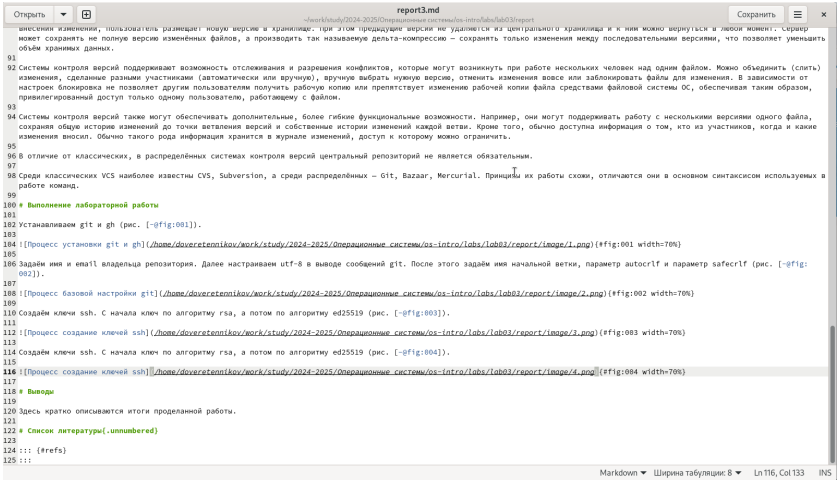 Открыть
report3.md
~/work/study/2024-2025/Операционные системы/os-intro/labs/lab03/report
Сохранить
внесения изменений, пользователь размещает новую версию в хранилище. При этом предыдущие версии не удаляются из центрального хранилища и к ним можно вернуться в любой момент. Сервер
может сохранять не полную версию изменённых файлов, а производить так называемую дельта-компрессию — сохранять только изменения между последовательными версиями, что позволяет уменьшить
объём хранимых данных.
91
92 Системы контроля версий поддерживают возможность отслеживания и разрешения конфликтов, которые могут возникнуть при работе нескольких человек над одним файлом. Можно объединить (слить)
изменения, сделанные разными участниками (автоматически или вручную), вручную выбрать нужную версию, отменить изменения вовсе или заблокировать файлы для изменения. В зависимости от
настроек блокировка не позволяет другим пользователям получить рабочую копию или препятствует изменению рабочей копии файла средствами файловой системы ОС, обеспечивая таким образом,
привилегированный доступ только одному пользователю, работающему с файлом.
93
94 Системы контроля версий также могут обеспечивать дополнительные, более гибкие функциональные возможности. Например, они могут поддерживать работу с несколькими версиями одного файла,
сохраняя общую историю изменений до точки ветвления версий и собственные истории изменений каждой ветви. Кроме того, обычно доступна информация о том, кто из участников, когда и какие
изменения вносил. Обычно такого рода информация хранится в журнале изменений, доступ к которому можно ограничить.
95
96 В отличие от классических, в распределённых системах контроля версий центральный репозиторий не является обязательным.
97
98 Среди классических VCS наиболее известны CVS, Subversion, а среди распределённых — Git, Bazaar, Mercurial. Принципы их работы схожи, отличаются они в основном синтаксисом используемых в
работе команд.
99
100 # Выполнение лабораторной работы
101
102 Устанавливаем git и gh (рис. [-@fig:001]).
103
104 ![Процесс установки git и gh](/home/doveretennikov/work/study/2024-2025/Операционные системы/os-intro/labs/lab03/report/image/1.png){#fig:001 width=70%}
105
106 Задаём имя и email владельца репозитория. Далее настраиваем utf-8 в выводе сообщений git. После этого задаём имя начальной ветки, параметр autocrlf и параметр safecrlf (рис. [-@fig:
002]).
107
108 ![Процесс базовой настройки git](/home/doveretennikov/work/study/2024-2025/Операционные системы/os-intro/labs/lab03/report/image/2.png){#fig:002 width=70%}
109
110 Создаём ключи ssh. С начала ключ по алгоритму rsa, а потом по алгоритму ed25519 (рис. [-@fig:003]).
111
112 ![Процесс создание ключей ssh](/home/doveretennikov/work/study/2024-2025/Операционные системы/os-intro/labs/lab03/report/image/3.png){#fig:003 width=70%}
113
114 Создаём ключи ssh. С начала ключ по алгоритму rsa, а потом по алгоритму ed25519 (рис. [-@fig:004]).
115
116 ![Процесс создание ключей ssh](/home/doveretennikov/work/study/2024-2025/Операционные системы/os-intro/labs/lab03/report/image/4.png){#fig:004 width=70%}
117
118 # Выводы
119
120 Здесь кратко описываются итоги проделанной работы.
121
122 # Список литературы{.unnumbered}
123
124 ::: {#refs}
125 :::
Markdown Ширина табуляции: 8 Ln 116, Col 133 INS